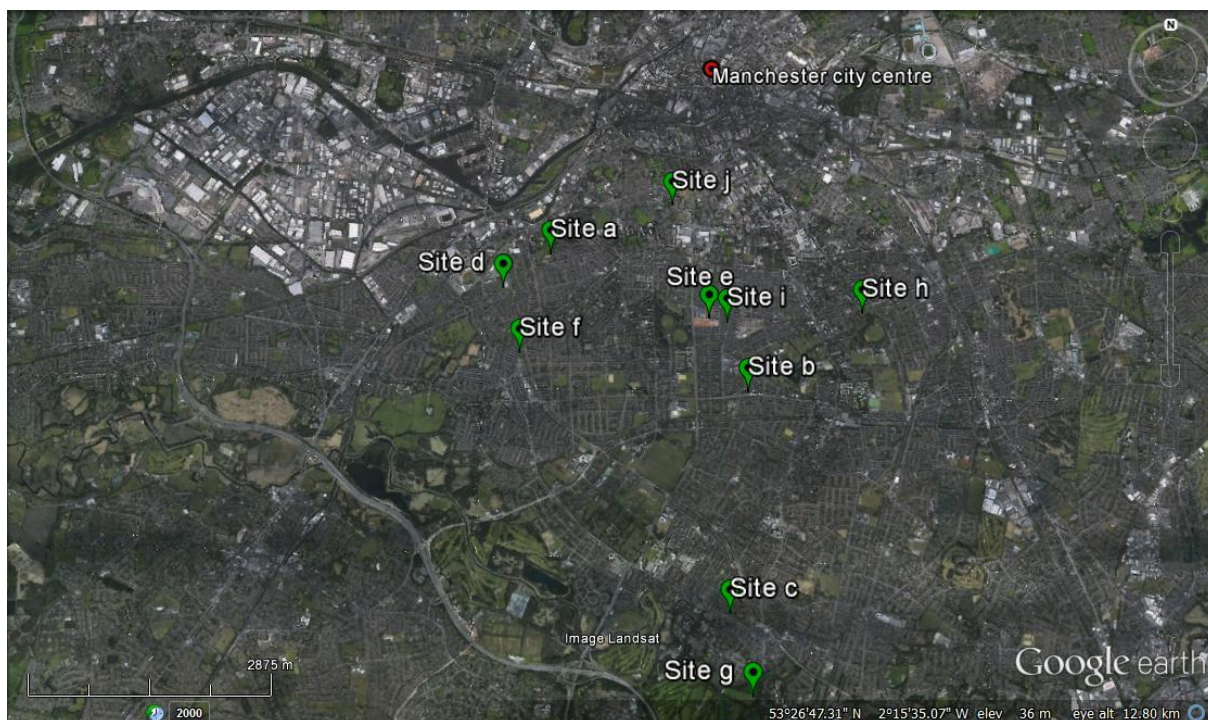 N
Manchester city centre
Site j
Site a
Site d
Site e
Site i
Site h
Site f
Site b
Site c
Image Landsat
Site g
Google earth
2875 m
2000
53°26'47.31" N 2°15'35.07" W elev 36 m eye alt 12.80 km